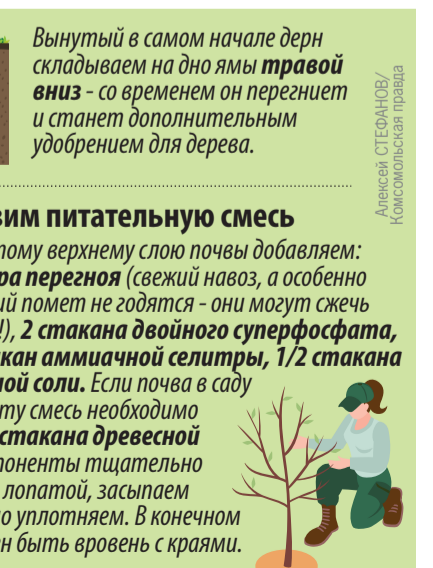 Вынутый в самом начале дерн
складываем на дно ямы травой
вниз - со временем он перегниет
и станет дополнительным
удобрением для дерева.
Алексей СТЕФАНОВ/
Комсомольская правда
вим питательную смесь
тому верхнему слою почвы добавляем:
ра перегноя (свежий навоз, а особенно
ий помет не годятся - они могут сжечь
!), 2 стакана двойного суперфосфата,
кан аммиачной селитры, 1/2 стакана
ной соли. Если почва в саду
ту смесь необходимо
стакана древесной
поненты тщательно
лопатой, засыпаем
о уплотняем. В конечном
ен быть вровень с краями.